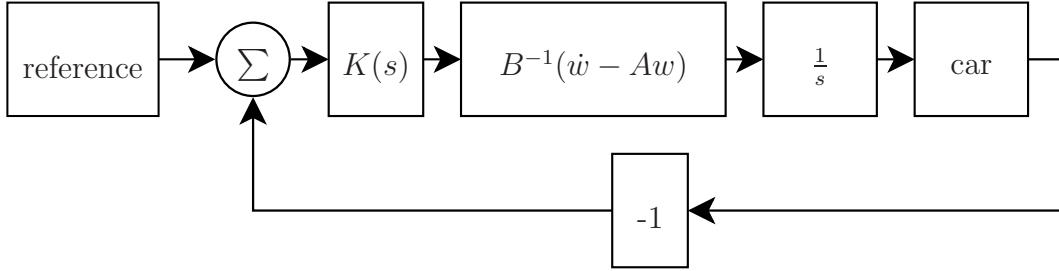 reference
∑
K(s)
B⁻¹(ẇ − Aw)
1/s
car
-1